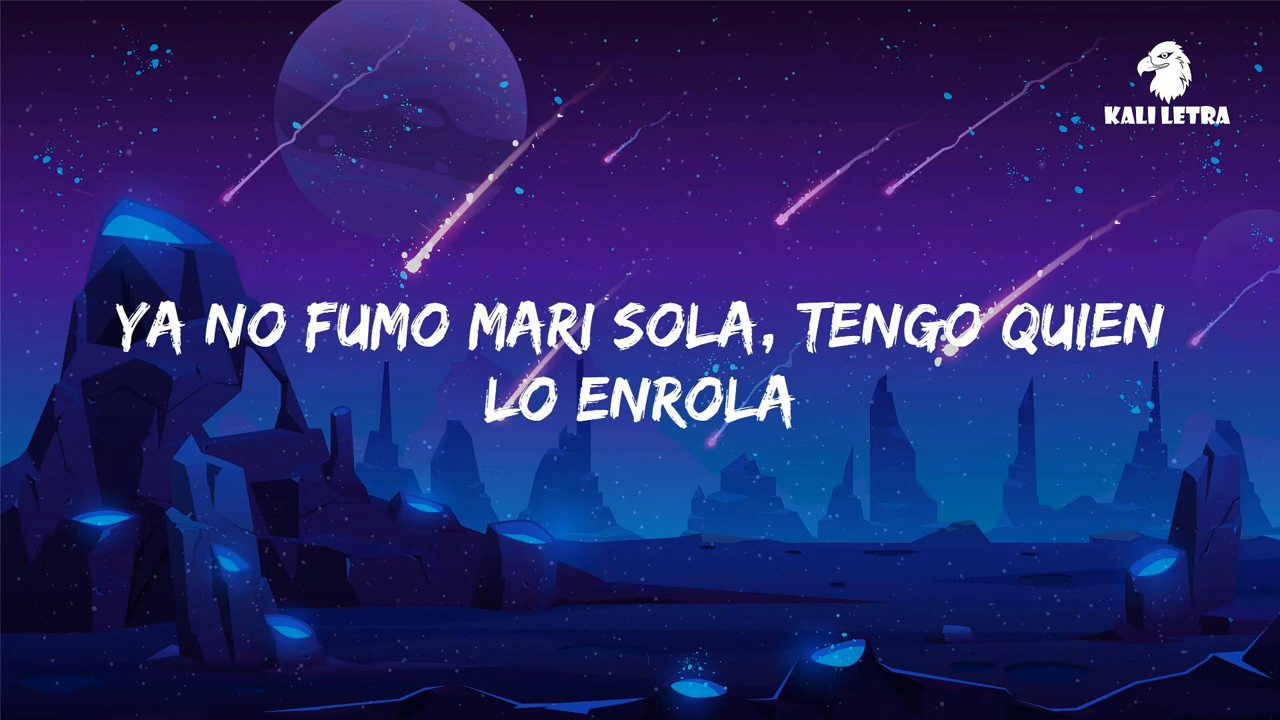 KALI LETRA
YA NO FUMO MARI SOLA, TENGO QUIEN
LO ENROLA